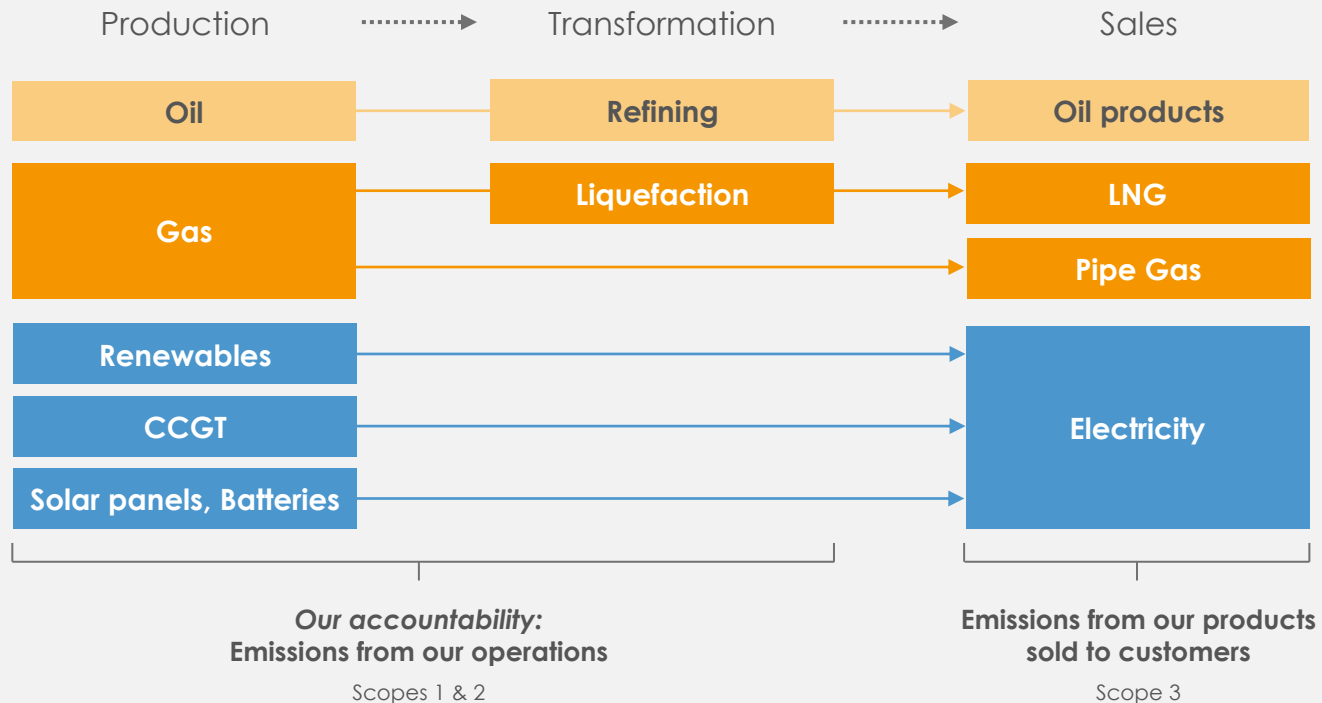 Production
Transformation
Sales
Oil
Refining
Oil products
Gas
Liquefaction
LNG
Pipe Gas
Renewables
CCGT
Solar panels, Batteries
Electricity
Our accountability:
Emissions from our operations
Scopes 1 & 2
Emissions from our products
sold to customers
Scope 3